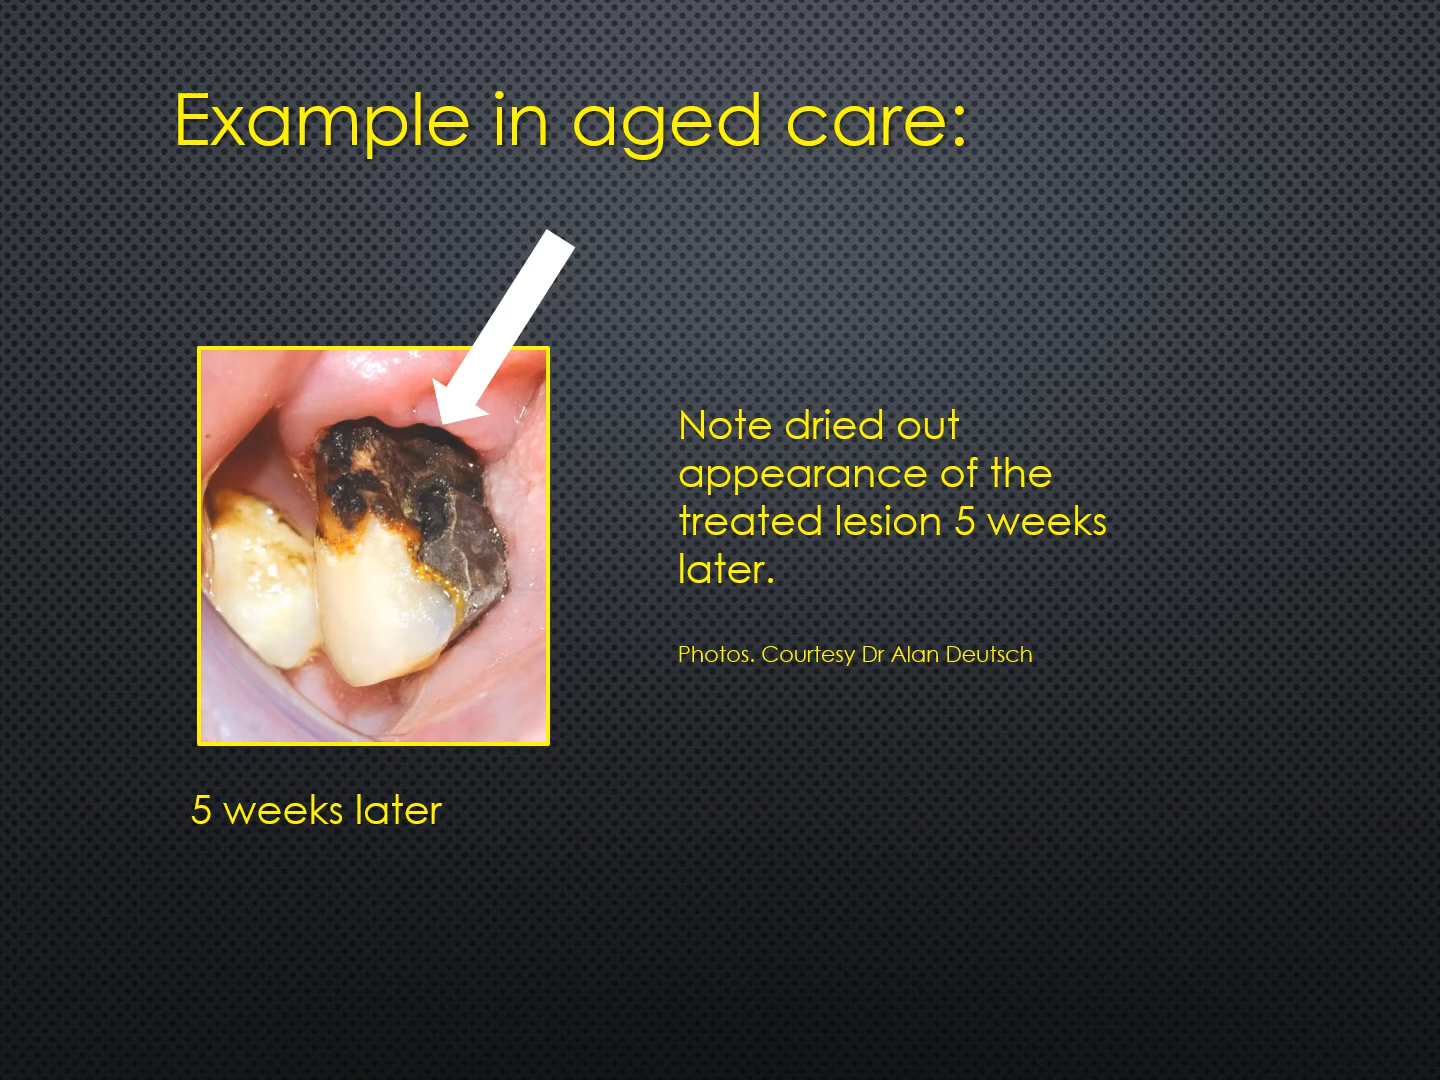 Example in aged care:
Note dried out
appearance of the
treated lesion 5 weeks
later.
Photos. Courtesy Dr Alan Deutsch
5 weeks later